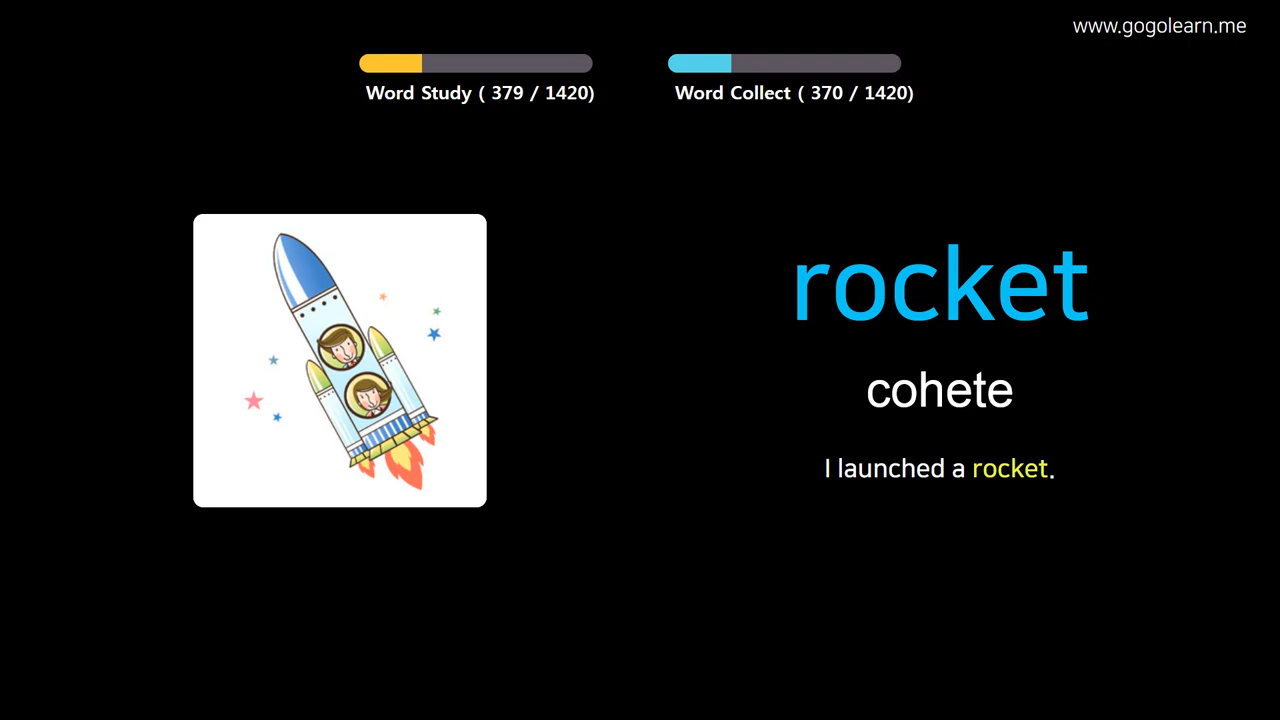 www.gogolearn.me
Word Study ( 379 / 1420)
Word Collect ( 370 / 1420)
rocket
cohete
I launched a rocket.